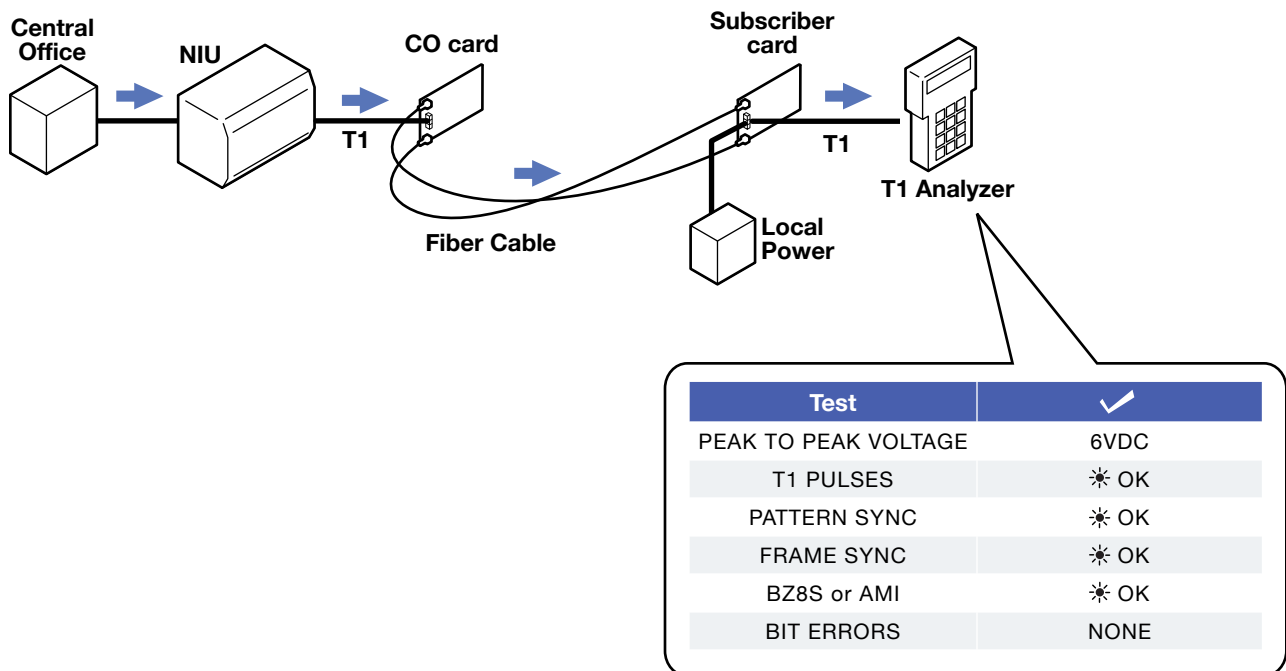 Central
Office
NIU
CO card
Subscriber
card
T1
T1
T1 Analyzer
Fiber Cable
Local
Power
Test ✓
PEAK TO PEAK VOLTAGE 6VDC
T1 PULSES ☀ OK
PATTERN SYNC ☀ OK
FRAME SYNC ☀ OK
BZ8S or AMI ☀ OK
BIT ERRORS NONE